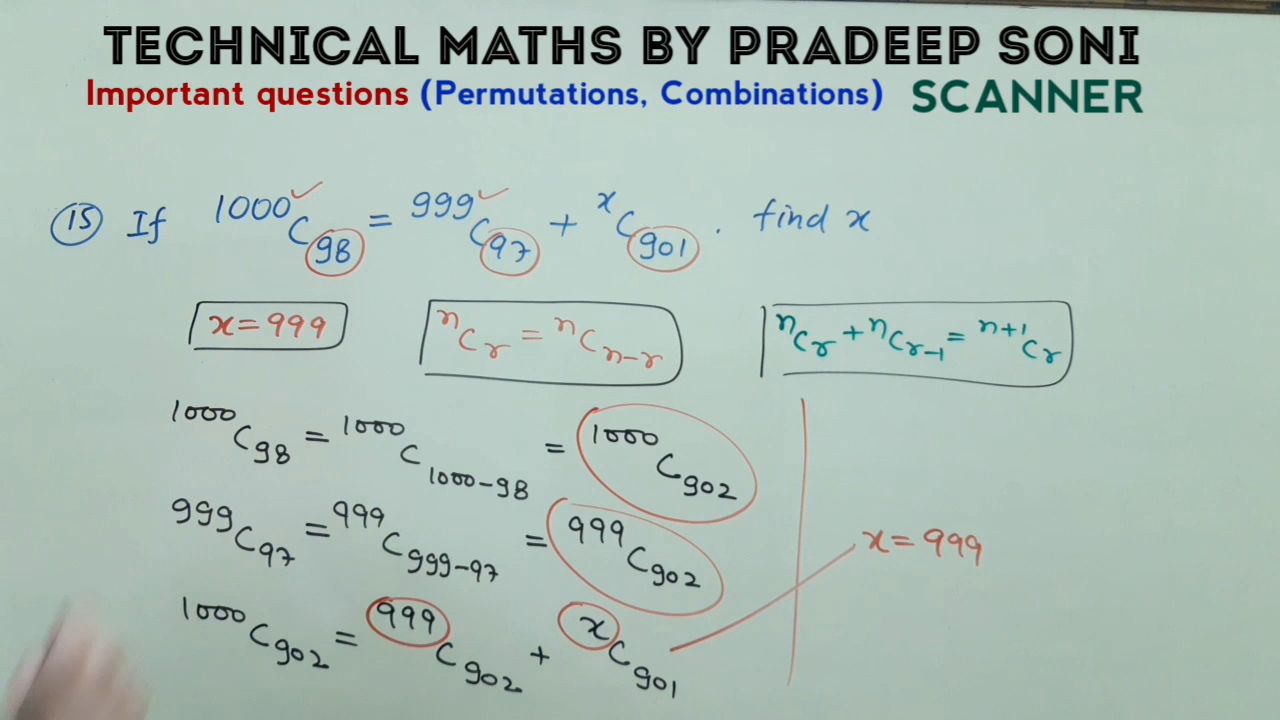 TECHNICAL MATHS BY PRADEEP SONI
Important questions (Permutations, Combinations) SCANNER
(15) If ¹⁰⁰⁰C₉₈ = ⁹⁹⁹C₉₇ + ˣC₉₀₁ . find x
x = 999
ⁿCᵣ = ⁿCₙ₋ᵣ
ⁿCᵣ + ⁿCᵣ₋₁ = ⁿ⁺¹Cᵣ
¹⁰⁰⁰C₉₈ = ¹⁰⁰⁰C₁₀₀₀₋₉₈ = ¹⁰⁰⁰C₉₀₂
⁹⁹⁹C₉₇ = ⁹⁹⁹C₉₉₉₋₉₇ = ⁹⁹⁹C₉₀₂
x = 999
¹⁰⁰⁰C₉₀₂ = ⁹⁹⁹C₉₀₂ + ˣC₉₀₁